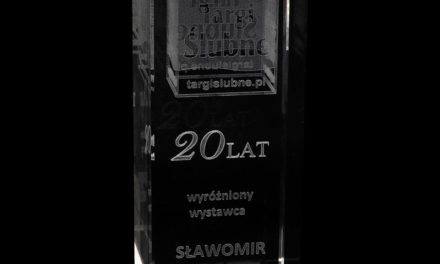 Targi
Ślubne
targislubne.pl
20 LAT
wyróżniony
wystawca
SŁAWOMIR